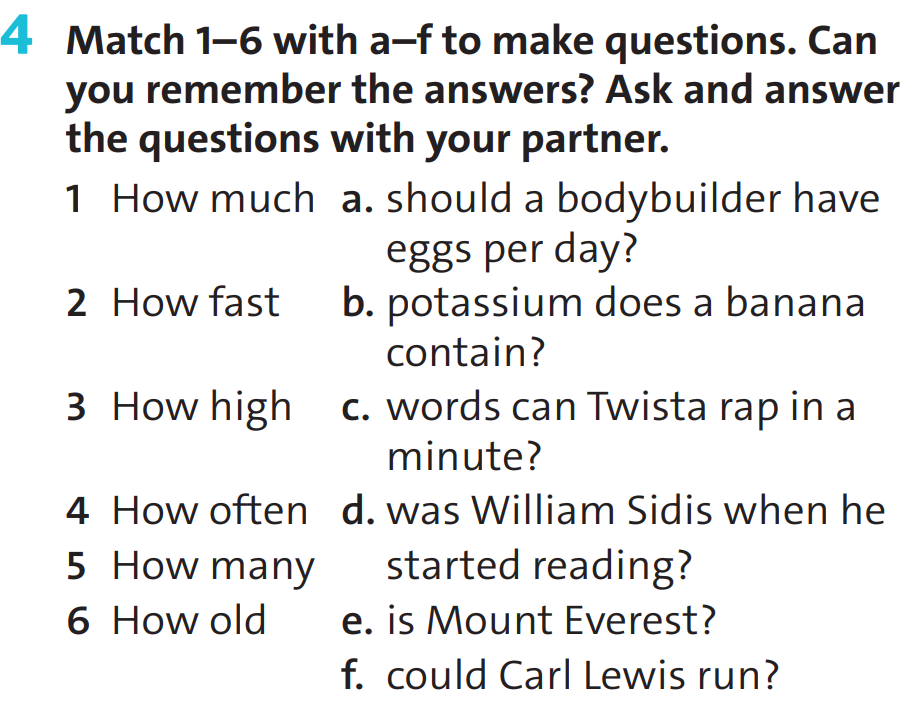 4 Match 1–6 with a–f to make questions. Can
you remember the answers? Ask and answer
the questions with your partner.
1 How much a. should a bodybuilder have
eggs per day?
2 How fast b. potassium does a banana
contain?
3 How high c. words can Twista rap in a
minute?
4 How often d. was William Sidis when he
5 How many started reading?
6 How old e. is Mount Everest?
f. could Carl Lewis run?